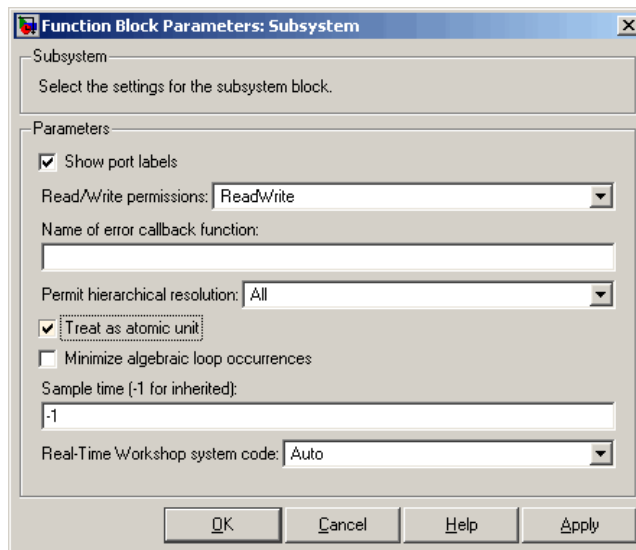 Function Block Parameters: Subsystem
Subsystem
Select the settings for the subsystem block.
Parameters
Show port labels
Read/Write permissions: ReadWrite
Name of error callback function:
Permit hierarchical resolution: All
Treat as atomic unit
Minimize algebraic loop occurrences
Sample time (-1 for inherited):
-1
Real-Time Workshop system code: Auto
OK Cancel Help Apply